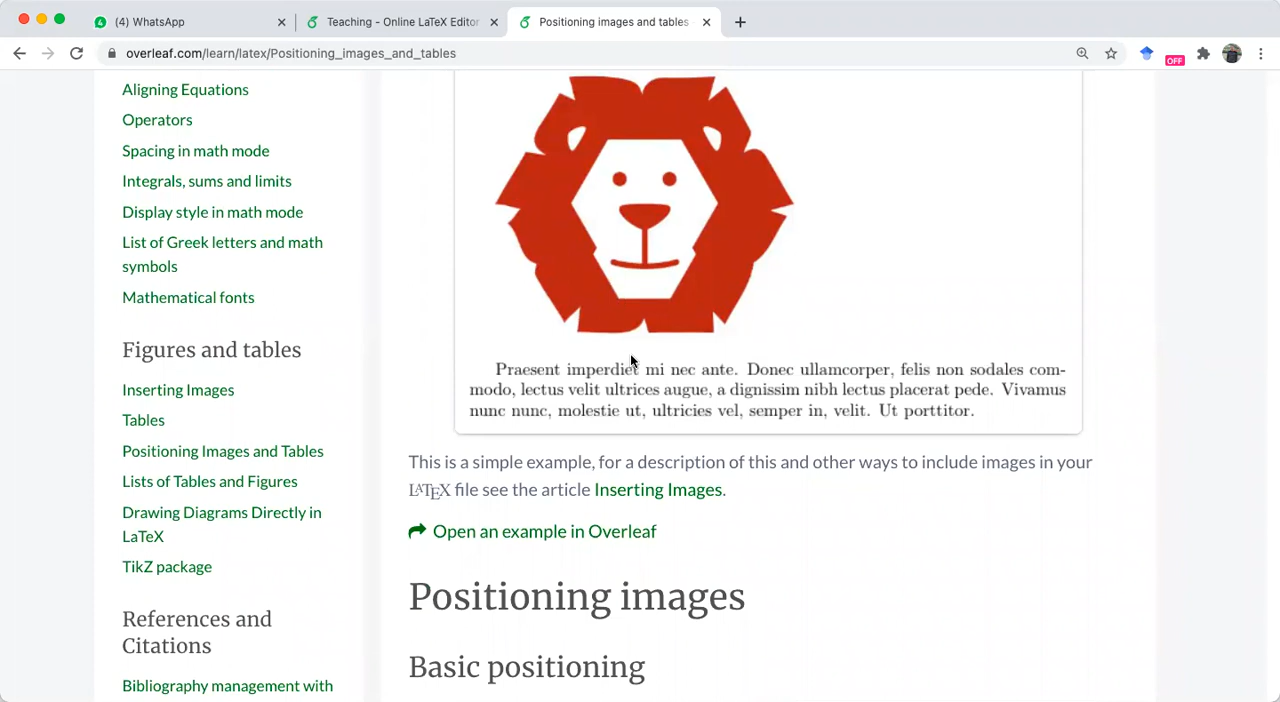 (4) WhatsApp
Teaching - Online LaTeX Editor
Positioning images and tables
overleaf.com/learn/latex/Positioning_images_and_tables
OFF
Aligning Equations
Operators
Spacing in math mode
Integrals, sums and limits
Display style in math mode
List of Greek letters and math
symbols
Mathematical fonts
Figures and tables
Inserting Images
Tables
Positioning Images and Tables
Lists of Tables and Figures
Drawing Diagrams Directly in
LaTeX
TikZ package
References and
Citations
Bibliography management with
Praesent imperdiet mi nec ante. Donec ullamcorper, felis non sodales com-
modo, lectus velit ultrices augue, a dignissim nibh lectus placerat pede. Vivamus
nunc nunc, molestie ut, ultricies vel, semper in, velit. Ut porttitor.
This is a simple example, for a description of this and other ways to include images in your
LATEX file see the article Inserting Images.
Open an example in Overleaf
Positioning images
Basic positioning